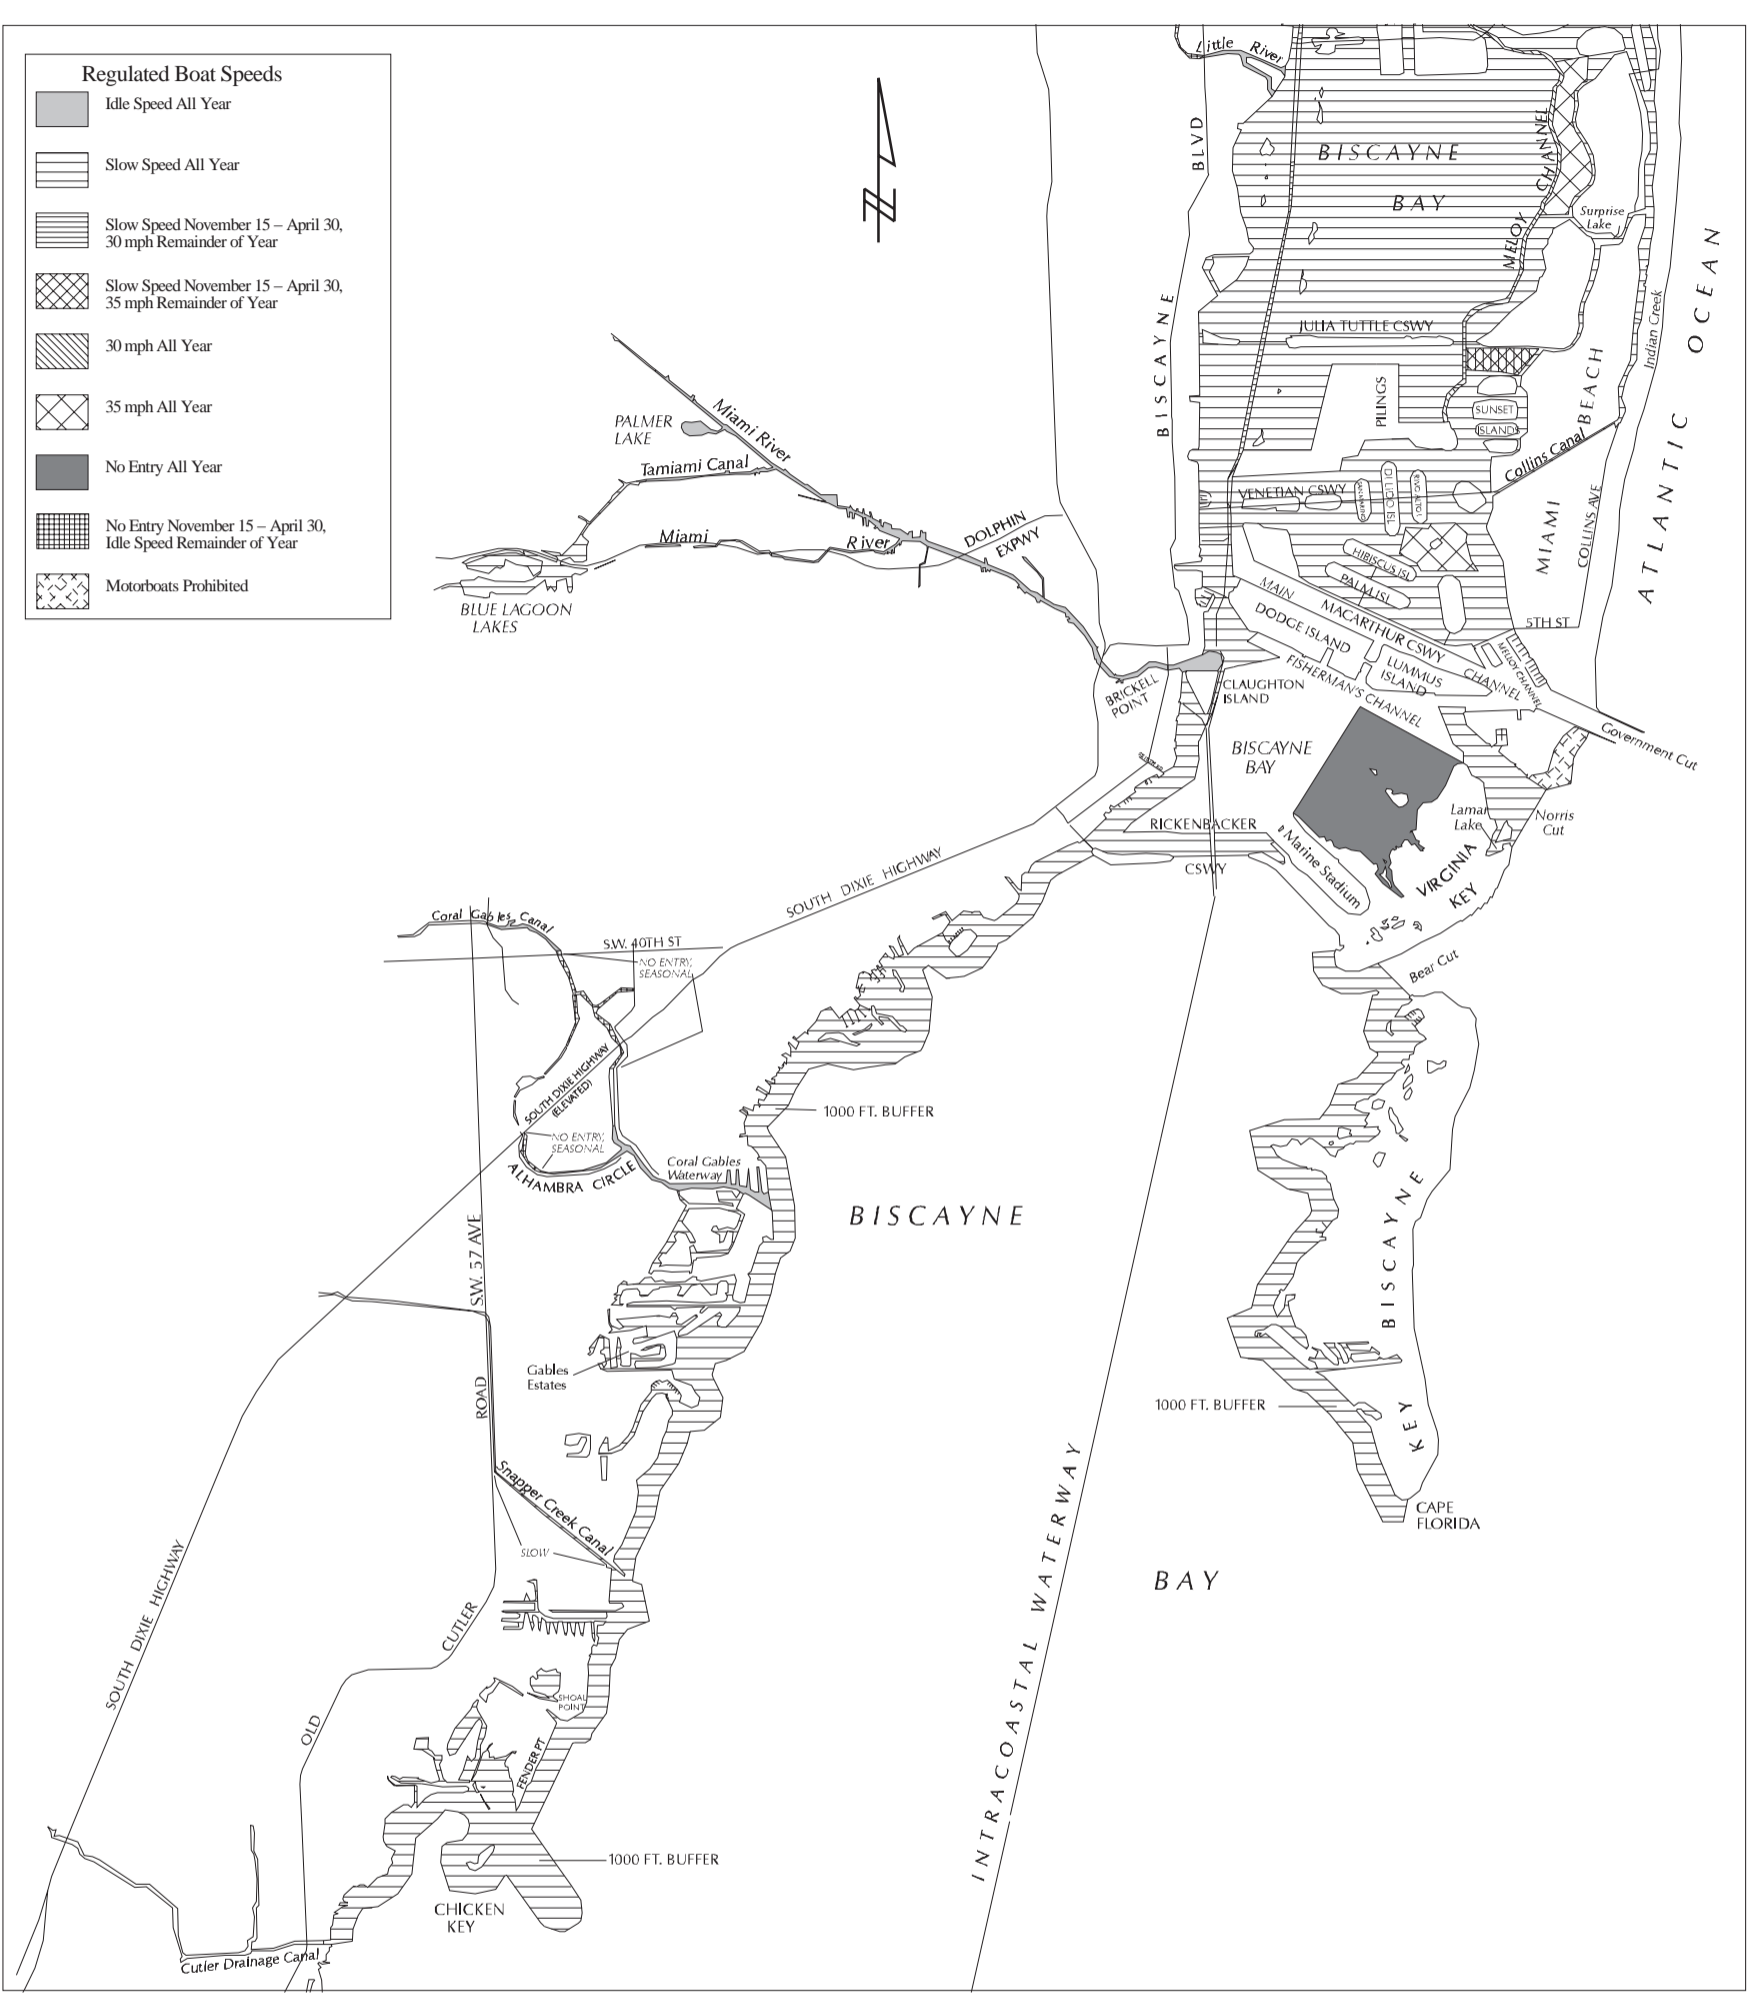 Regulated Boat Speeds
Idle Speed All Year
Slow Speed All Year
Slow Speed November 15 – April 30,
30 mph Remainder of Year
Slow Speed November 15 – April 30,
35 mph Remainder of Year
30 mph All Year
35 mph All Year
No Entry All Year
No Entry November 15 – April 30,
Idle Speed Remainder of Year
Motorboats Prohibited
Little River
BISCAYNE BLVD
BISCAYNE
BAY
MELOY CHANNEL
Surprise
Lake
ATLANTIC OCEAN
Indian Creek
JULIA TUTTLE CSWY
PILINGS
SUNSET
ISLANDS
MIAMI BEACH
Collins Canal
COLLINS AVE
VENETIAN CSWY
DI LIDO ISL
HIBISCUS ISL
PALM ISL
5TH ST
MAIN CHANNEL
MACARTHUR CSWY
DODGE ISLAND
LUMMUS
ISLAND
FISHERMAN'S CHANNEL
MELLOY CHANNEL
Government Cut
PALMER
LAKE
Miami River
Tamiami Canal
Miami River
DOLPHIN
EXPWY
BLUE LAGOON
LAKES
BRICKELL
POINT
CLAUGHTON
ISLAND
BISCAYNE
BAY
Lamar
Lake
Norris
Cut
VIRGINIA
KEY
RICKENBACKER
CSWY
Marine Stadium
Bear Cut
SOUTH DIXIE HIGHWAY
Coral Gables Canal
S.W. 40TH ST
NO ENTRY,
SEASONAL
SOUTH DIXIE HIGHWAY
(ELEVATED)
NO ENTRY,
SEASONAL
ALHAMBRA CIRCLE
Coral Gables
Waterway
1000 FT. BUFFER
BISCAYNE
BAY
KEY BISCAYNE
S.W. 57 AVE
ROAD
Gables
Estates
1000 FT. BUFFER
CAPE
FLORIDA
Snapper Creek Canal
SLOW
INTRACOASTAL WATERWAY
SOUTH DIXIE HIGHWAY
OLD CUTLER
SHOAL
POINT
FENDER PT
1000 FT. BUFFER
CHICKEN
KEY
Cutler Drainage Canal